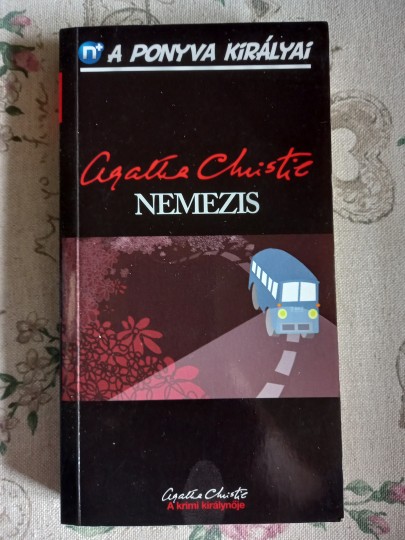 n+ A PONYVA KIRÁLYAI
Agatha Christie
NEMEZIS
Agatha Christie
A krimi királynője